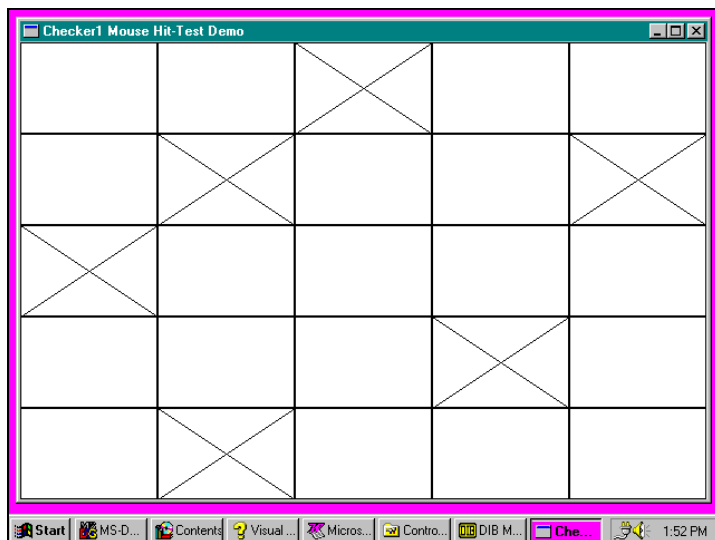 Checker1 Mouse Hit-Test Demo
Start MS-D... Contents Visual ... Micros... Contro... DIB M... Che... 1:52 PM